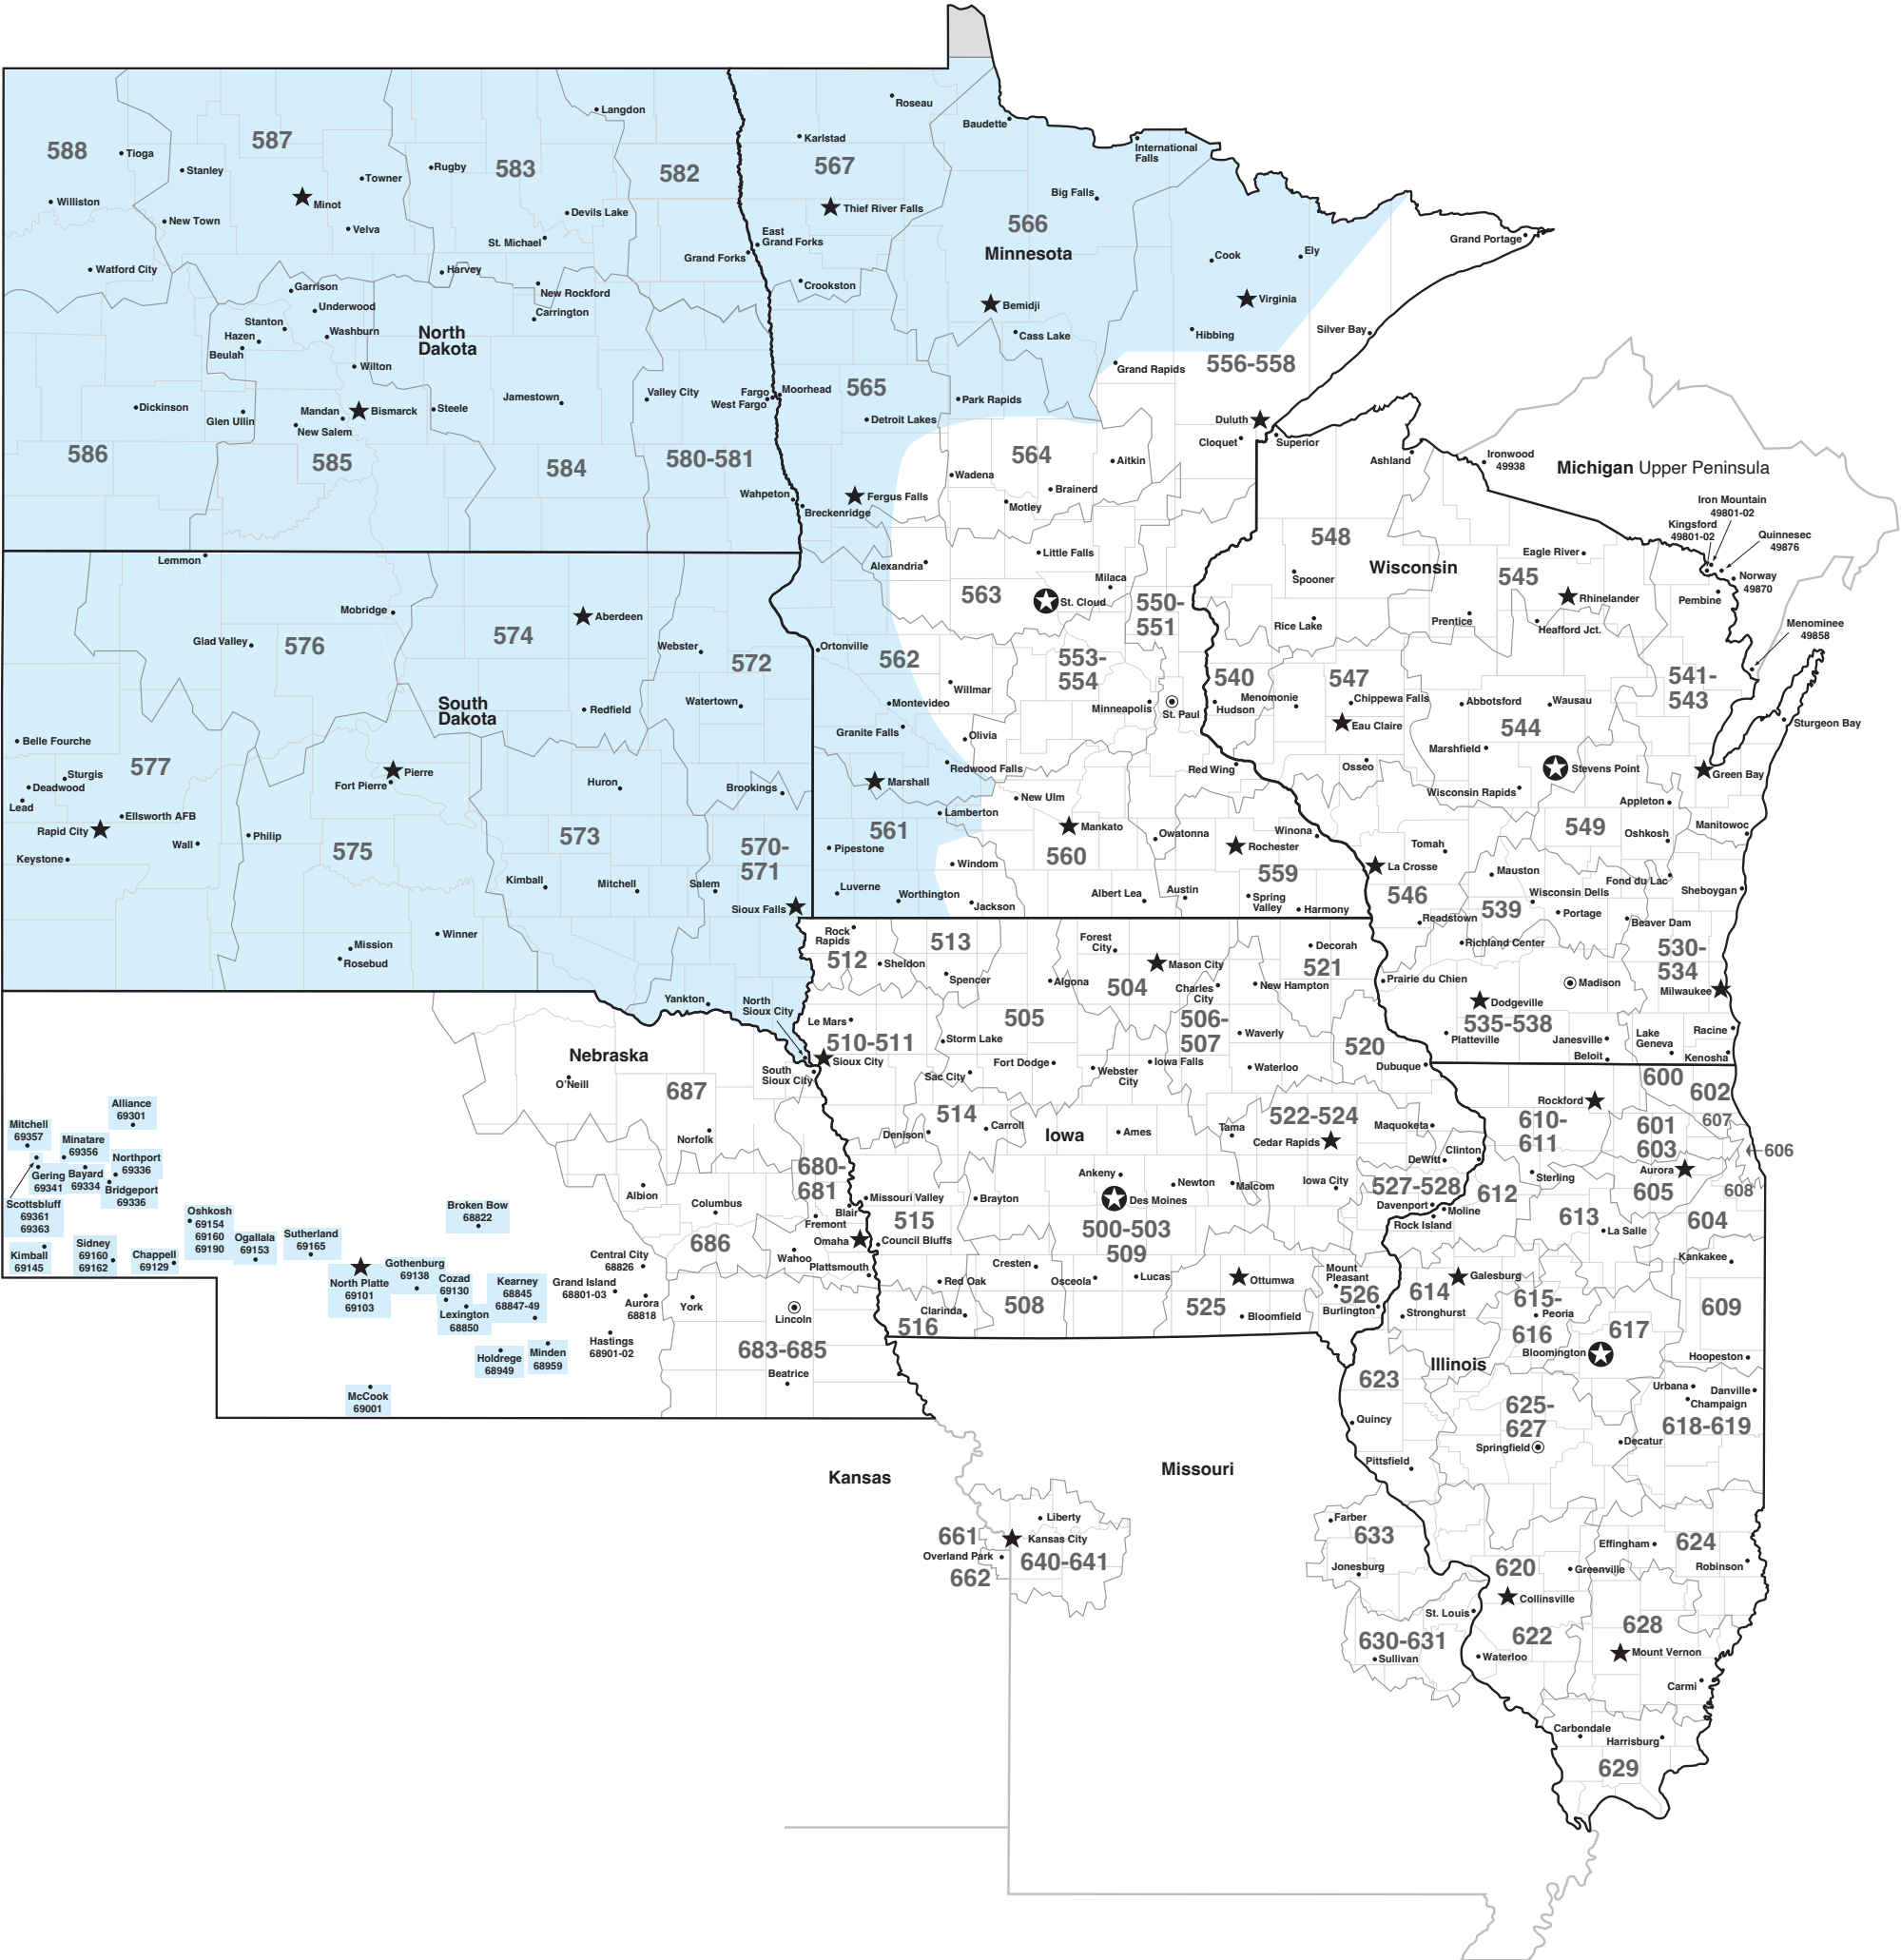 588
Tioga
Williston
Watford City
587
Stanley
New Town
Minot
Towner
Velva
Rugby
583
Langdon
Devils Lake
St. Michael
Harvey
New Rockford
Carrington
582
Grand Forks
Garrison
Underwood
Stanton
Hazen
Beulah
Washburn
Wilton
North
Dakota
Dickinson
Glen Ullin
Mandan
Bismarck
New Salem
Steele
Jamestown
Valley City
Fargo
West Fargo
586
585
584
580-581
Wahpeton
Roseau
Baudette
Karlstad
567
Thief River Falls
East
Grand Forks
Crookston
International
Falls
Big Falls
566
Minnesota
Bemidji
Cass Lake
Cook
Ely
Virginia
Hibbing
Grand Portage
Silver Bay
Grand Rapids
556-558
Moorhead
565
Detroit Lakes
Park Rapids
Duluth
Cloquet
Superior
564
Wadena
Aitkin
Brainerd
Motley
Fergus Falls
Breckenridge
Little Falls
Alexandria
Milaca
563
St. Cloud
550-
551
Ortonville
562
553-
554
Willmar
Montevideo
Minneapolis
St. Paul
Granite Falls
Olivia
Redwood Falls
Marshall
New Ulm
Red Wing
Lamberton
Mankato
Owatonna
Winona
Rochester
561
Pipestone
560
559
Windom
Luverne
Worthington
Jackson
Albert Lea
Austin
Spring
Valley
Harmony
Lemmon
Mobridge
Glad Valley
576
574
Aberdeen
Webster
572
South
Dakota
Redfield
Watertown
Belle Fourche
577
Sturgis
Deadwood
Lead
Ellsworth AFB
Rapid City
Keystone
Wall
Philip
Pierre
Fort Pierre
Huron
Brookings
575
573
570-
571
Kimball
Mitchell
Salem
Sioux Falls
Winner
Mission
Rosebud
Yankton
North
Sioux City
Ashland
Ironwood
49938
Michigan Upper Peninsula
Iron Mountain
49801-02
Kingsford
49801-02
Quinnesec
49876
Norway
49870
Menominee
49858
548
Wisconsin
Spooner
Rice Lake
Eagle River
545
Rhinelander
Prentice
Heafford Jct.
Pembine
540
Hudson
547
Menomonie
Chippewa Falls
Eau Claire
Osseo
Abbotsford
Wausau
544
Marshfield
Stevens Point
Wisconsin Rapids
541-
543
Sturgeon Bay
Green Bay
Appleton
549
Oshkosh
Manitowoc
Tomah
La Crosse
546
Mauston
Wisconsin Dells
Fond du Lac
Sheboygan
539
Portage
Readstown
Beaver Dam
Richland Center
530-
534
Prairie du Chien
Madison
Milwaukee
Dodgeville
535-538
Platteville
Janesville
Beloit
Lake
Geneva
Racine
Kenosha
Rock
Rapids
512
Sheldon
513
Spencer
Forest
City
Algona
Mason City
504
Charles
City
Decorah
521
New Hampton
Le Mars
510-511
Sioux City
505
Storm Lake
Sac City
Fort Dodge
Webster
City
506-
507
Iowa Falls
Waverly
Waterloo
520
Dubuque
514
Denison
Carroll
Iowa
Ames
Tama
522-524
Cedar Rapids
Maquoketa
DeWitt
Clinton
Missouri Valley
Brayton
Ankeny
Des Moines
Newton
Malcom
Iowa City
527-528
Davenport
515
Council Bluffs
500-503
509
Red Oak
Creston
Osceola
Lucas
Ottumwa
Mount
Pleasant
526
Burlington
516
Clarinda
508
525
Bloomfield
Nebraska
O'Neill
687
South
Sioux City
Norfolk
680-
681
Albion
Columbus
Blair
Fremont
Omaha
686
Wahoo
Plattsmouth
Central City
68826
Grand Island
68801-03
Aurora
68818
York
Lincoln
Hastings
68901-02
683-685
Beatrice
Alliance
69301
Mitchell
69357
Minatare
69356
Northport
69336
Gering
69341
Bayard
69334
Bridgeport
69336
Scottsbluff
69361
69363
Kimball
69145
Sidney
69160
69162
Chappell
69129
Oshkosh
69154
69160
69190
Ogallala
69153
Sutherland
69165
Broken Bow
68822
North Platte
69101
69103
Gothenburg
69138
Cozad
69130
Lexington
68850
Kearney
68845
68847-49
Holdrege
68949
Minden
68959
McCook
69001
600
602
Rockford
610-
611
601
603
607
606
Aurora
605
608
Sterling
612
Moline
Rock Island
613
La Salle
604
Kankakee
614
Galesburg
Stronghurst
615-
Peoria
616
617
Bloomington
609
Hoopeston
Illinois
623
Quincy
Pittsfield
625-
627
Springfield
Urbana
Danville
Champaign
618-619
Decatur
Kansas
Missouri
Liberty
661
Kansas City
Overland Park
640-641
662
Farber
633
Jonesburg
St. Louis
630-631
Sullivan
620
Greenville
Effingham
624
Robinson
Collinsville
622
Waterloo
628
Mount Vernon
Carmi
Carbondale
Harrisburg
629